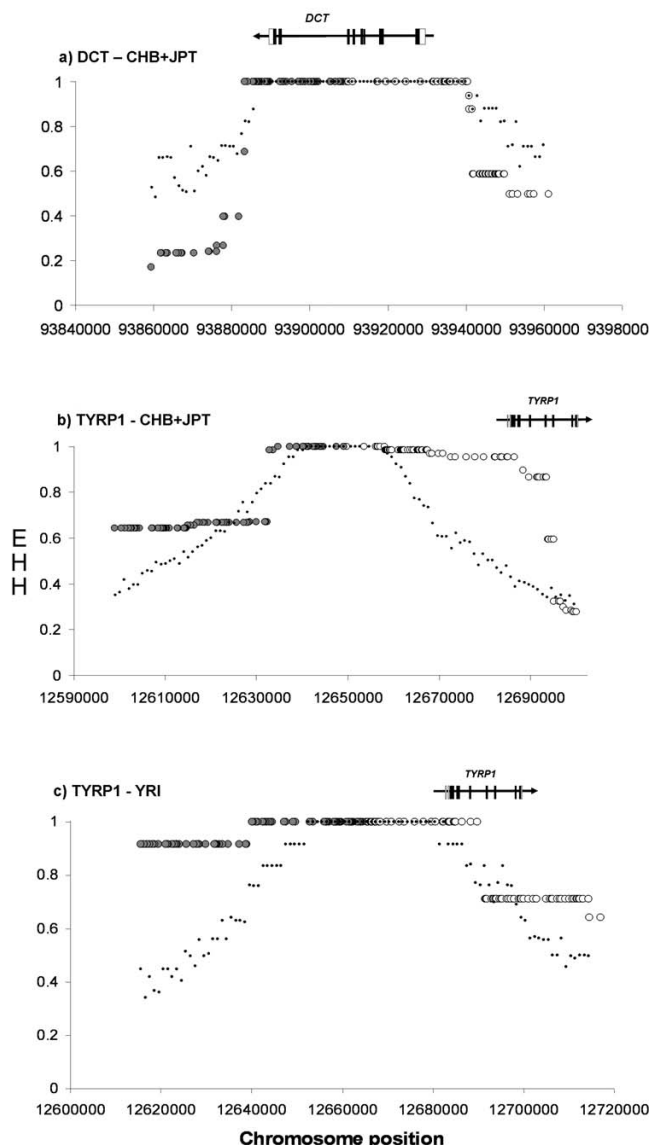 DCT
a) DCT – CHB+JPT
1
0.8
0.6
0.4
0.2
0
93840000 93860000 93880000 93900000 93920000 93940000 93960000 9398000
TYRP1
b) TYRP1 - CHB+JPT
1
0.8
EHH
0.6
0.4
0.2
0
12590000 12610000 12630000 12650000 12670000 12690000
TYRP1
c) TYRP1 - YRI
1
0.8
0.6
0.4
0.2
0
12600000 12620000 12640000 12660000 12680000 12700000 12720000
Chromosome position